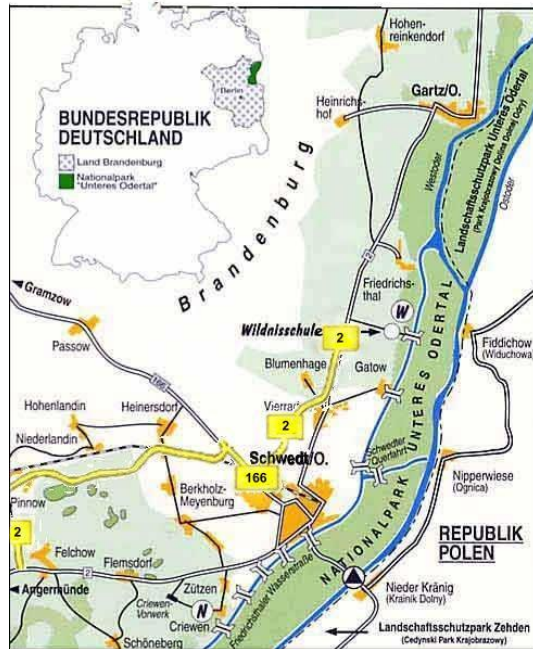 Hohen-
reinkendorf
Gartz/O.
Heinrichs-
hof
Berlin
BUNDESREPUBLIK
DEUTSCHLAND
Land Brandenburg
Nationalpark
"Unteres Odertal"
Brandenburg
Westoder
Landschaftsschutzpark Unteres Odertal
(Park Krajobrazowy Dolina Dolnej Odry)
Ostoder
2
Friedrichs-
thal
Gramzow
Wildnisschule
W
2
Passow
Fiddichow
(Widuchowa)
Blumenhage
Gatow
166
Hohenlandin
Heinersdorf
Vierrad
2
Niederlandin
Schwedt/O.
Schwedter
Querfahrt
166
NATIONALPARK UNTERES ODERTAL
Pinnow
Berkholz-
Meyenburg
Nipperwiese
(Ognica)
2
REPUBLIK
POLEN
Felchow
Flemsdorf
2
Angermünde
Zützen
Nieder Kränig
(Krainik Dolny)
Criewen-
Vorwerk
N
Criewen
Friedrichsthaler Wasserstraße
Schöneberg
Landschaftsschutzpark Zehden
(Cedynski Park Krajobrazowy)